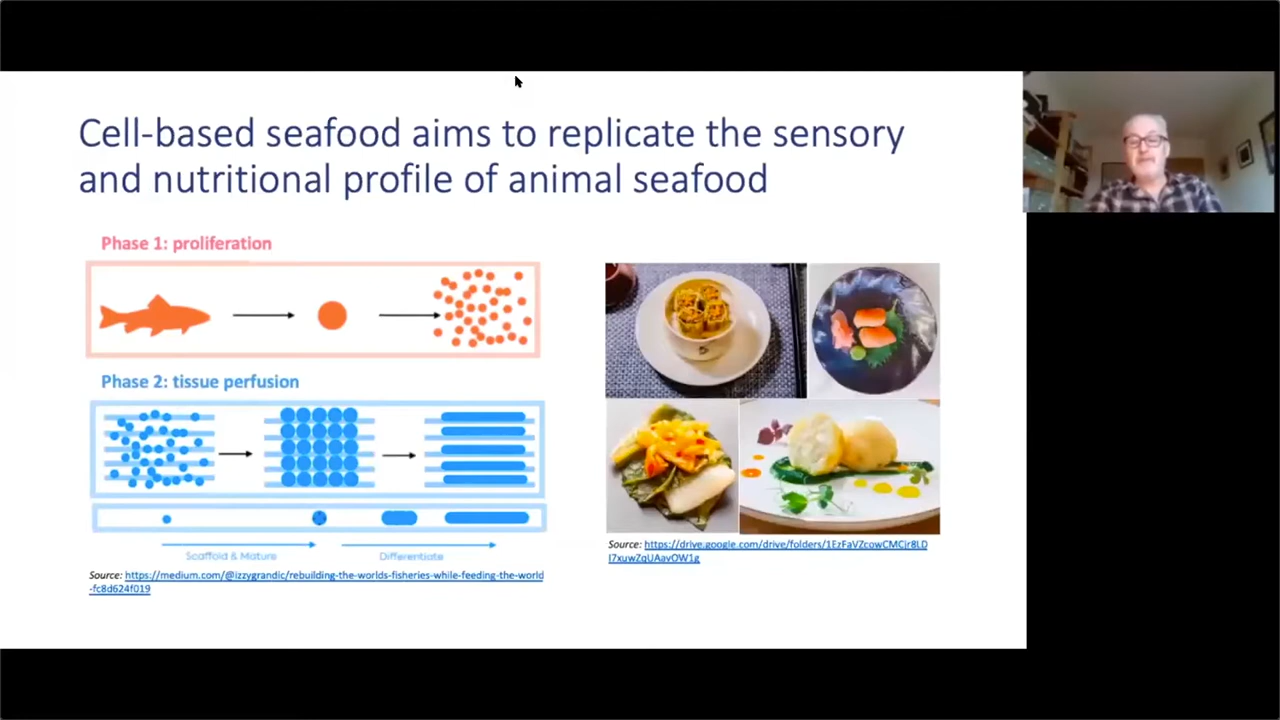 Cell-based seafood aims to replicate the sensory
and nutritional profile of animal seafood
Phase 1: proliferation
Phase 2: tissue perfusion
Scaffold & Mature
Differentiate
Source: https://medium.com/@izzygrandic/rebuilding-the-worlds-fisheries-while-feeding-the-world
-fc8d624f019
Source: https://drive.google.com/drive/folders/1EzFaVZcowCMCjr8LD
I7xuwZqUAavOW1g